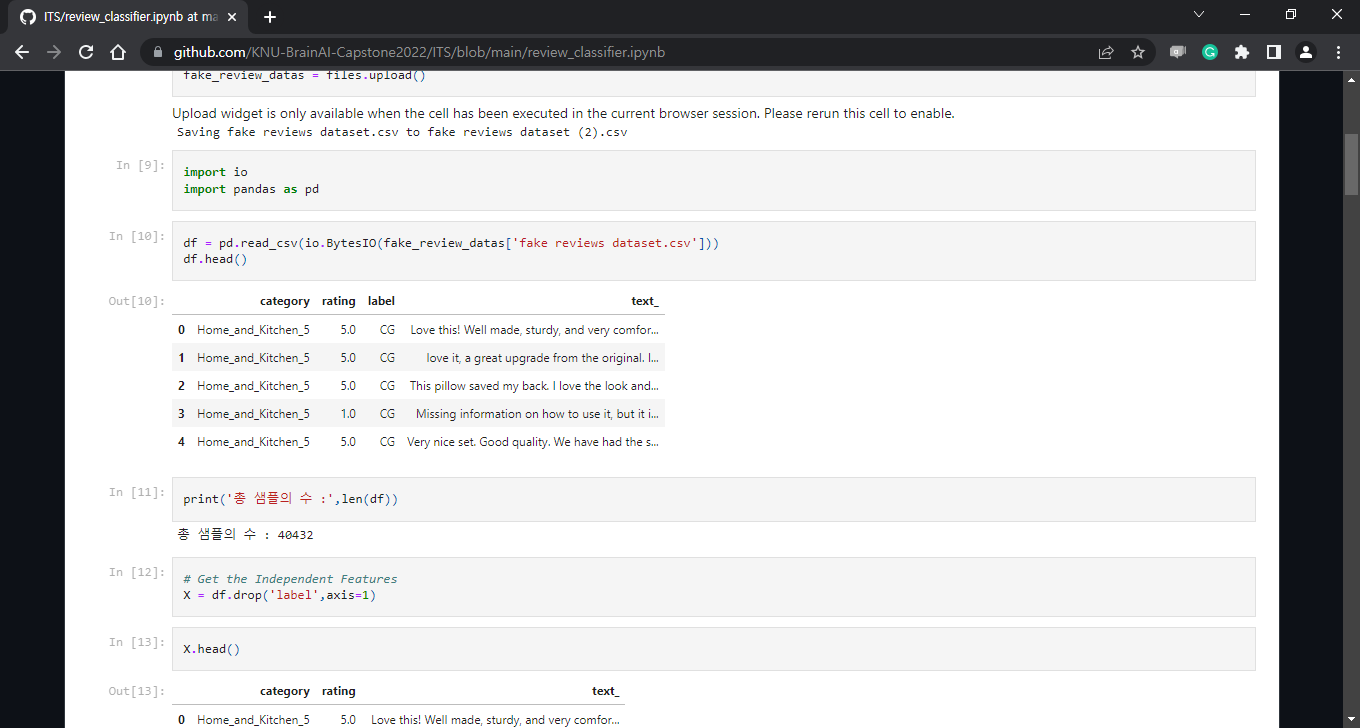 ITS/review_classifier.ipynb at ma
github.com/KNU-BrainAI-Capstone2022/ITS/blob/main/review_classifier.ipynb
fake_review_datas = files.upload()
Upload widget is only available when the cell has been executed in the current browser session. Please rerun this cell to enable.
Saving fake reviews dataset.csv to fake reviews dataset (2).csv
In [9]:
import io
import pandas as pd
In [10]:
df = pd.read_csv(io.BytesIO(fake_review_datas['fake reviews dataset.csv']))
df.head()
Out[10]:
category rating label text_
0 Home_and_Kitchen_5 5.0 CG Love this! Well made, sturdy, and very comfor...
1 Home_and_Kitchen_5 5.0 CG love it, a great upgrade from the original. I...
2 Home_and_Kitchen_5 5.0 CG This pillow saved my back. I love the look and...
3 Home_and_Kitchen_5 1.0 CG Missing information on how to use it, but it i...
4 Home_and_Kitchen_5 5.0 CG Very nice set. Good quality. We have had the s...
In [11]:
print('총 샘플의 수 :',len(df))
총 샘플의 수 : 40432
In [12]:
# Get the Independent Features
X = df.drop('label',axis=1)
In [13]:
X.head()
Out[13]:
category rating text_
0 Home_and_Kitchen_5 5.0 Love this! Well made, sturdy, and very comfor...